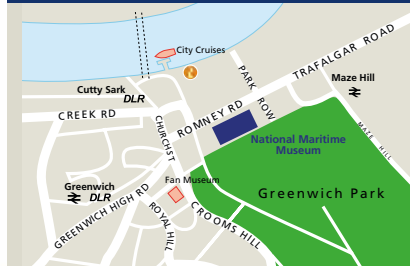 City Cruises
i
TRAFALGAR ROAD
PARK ROW
Maze Hill
Cutty Sark
DLR
CREEK RD
ROMNEY RD
CHURCH ST
MAZE HILL
National Maritime
Museum
Fan Museum
Greenwich
DLR
Greenwich Park
GREENWICH HIGH RD
ROYAL HILL
CROOMS HILL